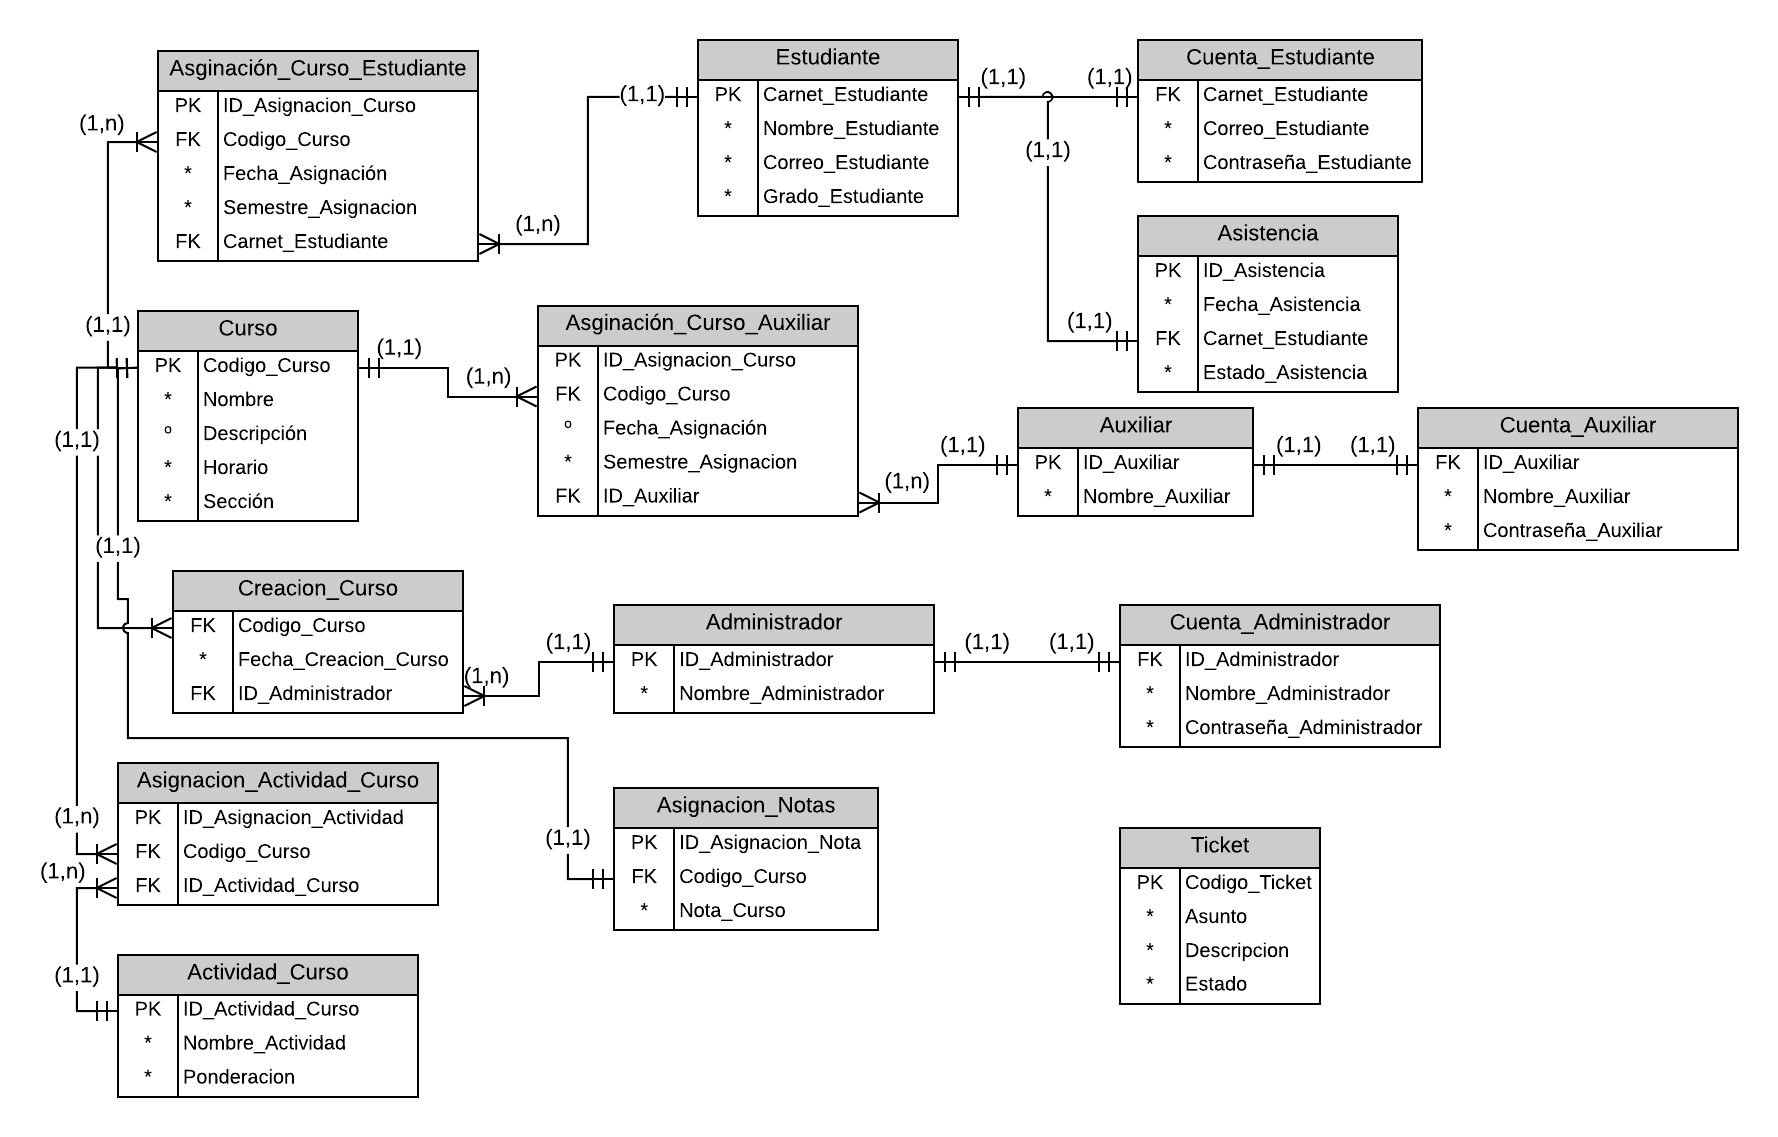 Asginación_Curso_Estudiante
PK ID_Asignacion_Curso
FK Codigo_Curso
* Fecha_Asignación
* Semestre_Asignacion
FK Carnet_Estudiante
(1,n)
(1,n)
(1,1)
Estudiante
PK Carnet_Estudiante
* Nombre_Estudiante
* Correo_Estudiante
* Grado_Estudiante
(1,1)
(1,1)
(1,1)
Cuenta_Estudiante
FK Carnet_Estudiante
* Correo_Estudiante
* Contraseña_Estudiante
Asistencia
PK ID_Asistencia
* Fecha_Asistencia
FK Carnet_Estudiante
* Estado_Asistencia
(1,1)
(1,1)
Curso
PK Codigo_Curso
* Nombre
º Descripción
* Horario
* Sección
(1,1)
(1,n)
Asginación_Curso_Auxiliar
PK ID_Asignacion_Curso
FK Codigo_Curso
º Fecha_Asignación
* Semestre_Asignacion
FK ID_Auxiliar
(1,n)
(1,1)
Auxiliar
PK ID_Auxiliar
* Nombre_Auxiliar
(1,1)
(1,1)
Cuenta_Auxiliar
FK ID_Auxiliar
* Nombre_Auxiliar
* Contraseña_Auxiliar
(1,1)
(1,1)
Creacion_Curso
FK Codigo_Curso
* Fecha_Creacion_Curso
FK ID_Administrador
(1,n)
(1,1)
Administrador
PK ID_Administrador
* Nombre_Administrador
(1,1)
(1,1)
Cuenta_Administrador
FK ID_Administrador
* Nombre_Administrador
* Contraseña_Administrador
Asignacion_Actividad_Curso
PK ID_Asignacion_Actividad
FK Codigo_Curso
FK ID_Actividad_Curso
(1,n)
(1,n)
(1,1)
Asignacion_Notas
PK ID_Asignacion_Nota
FK Codigo_Curso
* Nota_Curso
Ticket
PK Codigo_Ticket
* Asunto
* Descripcion
* Estado
(1,1)
Actividad_Curso
PK ID_Actividad_Curso
* Nombre_Actividad
* Ponderacion